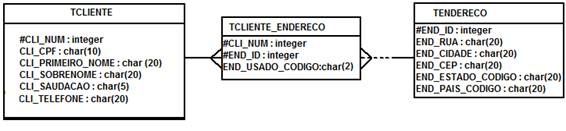 TCLIENTE
#CLI_NUM : integer
CLI_CPF : char(10)
CLI_PRIMEIRO_NOME : char (20)
CLI_SOBRENOME : char(20)
CLI_SAUDACAO : char(5)
CLI_TELEFONE : char(20)
TCLIENTE_ENDERECO
#CLI_NUM : integer
#END_ID : integer
END_USADO_CODIGO:char(2)
TENDERECO
#END_ID : integer
END_RUA : char(20)
END_CIDADE : char(20)
END_CEP : char(20)
END_ESTADO_CODIGO : char(20)
END_PAIS_CODIGO : char(20)